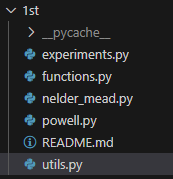 1st
__pycache__
experiments.py
functions.py
nelder_mead.py
powell.py
README.md
utils.py